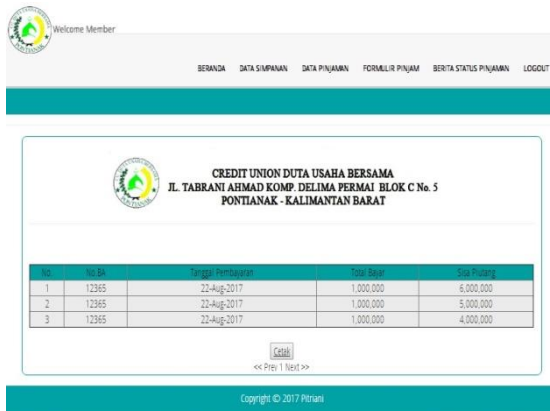 Welcome Member
BERANDA DATA SIMPANAN DATA PINJAMAN FORMULIR PINJAM BERITA STATUS PINJAMAN LOGOUT
CREDIT UNION DUTA USAHA BERSAMA
JL. TABRANI AHMAD KOMP. DELIMA PERMAI BLOK C No. 5
PONTIANAK - KALIMANTAN BARAT
No. No.BA Tanggal Pembayaran Total Bayar Sisa Piutang
1 12365 22-Aug-2017 1,000,000 6,000,000
2 12365 22-Aug-2017 1,000,000 5,000,000
3 12365 22-Aug-2017 1,000,000 4,000,000
Cetak
<< Prev 1 Next >>
Copyright © 2017 Pitriani